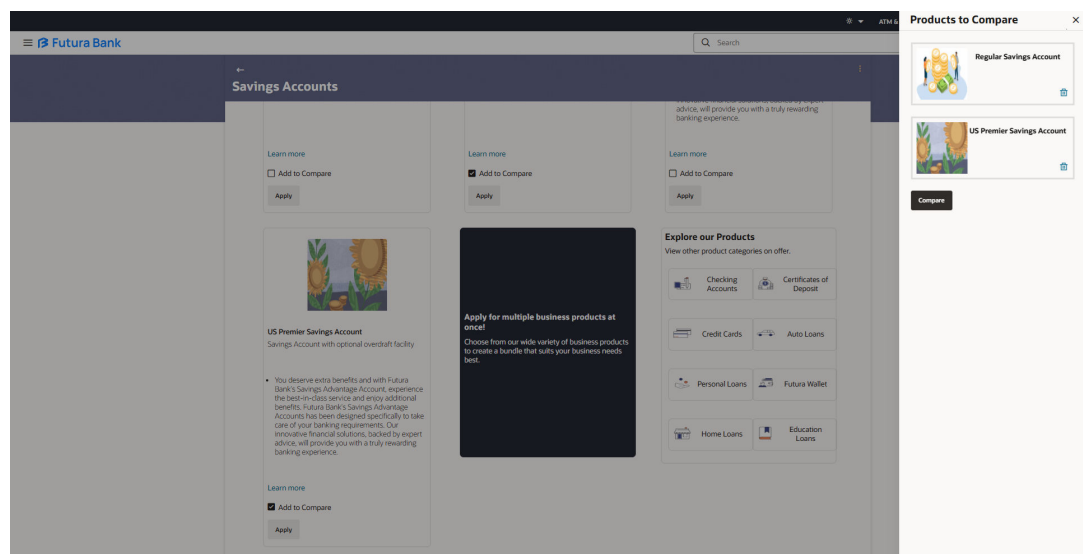 ATM &
Futura Bank
Search
Savings Accounts
advice, will provide you with a truly rewarding
banking experience.
Learn more
Learn more
Learn more
Add to Compare
Add to Compare
Add to Compare
Apply
Apply
Apply
US Premier Savings Account
Savings Account with optional overdraft facility
• You deserve extra benefits and with Futura
Bank's Savings Advantage Account, experience
the best-in-class service and enjoy additional
benefits. Futura Bank's Savings Advantage
Accounts has been designed specifically to take
care of your banking requirements. Our
innovative financial solutions, backed by expert
advice, will provide you with a truly rewarding
banking experience.
Learn more
Add to Compare
Apply
Apply for multiple business products at
once!
Choose from our wide variety of business products
to create a bundle that suits your business needs
best.
Explore our Products
View other product categories on offer.
Checking
Accounts
Certificates of
Deposit
Credit Cards
Auto Loans
Personal Loans
Futura Wallet
Home Loans
Education
Loans
Products to Compare
Regular Savings Account
US Premier Savings Account
Compare